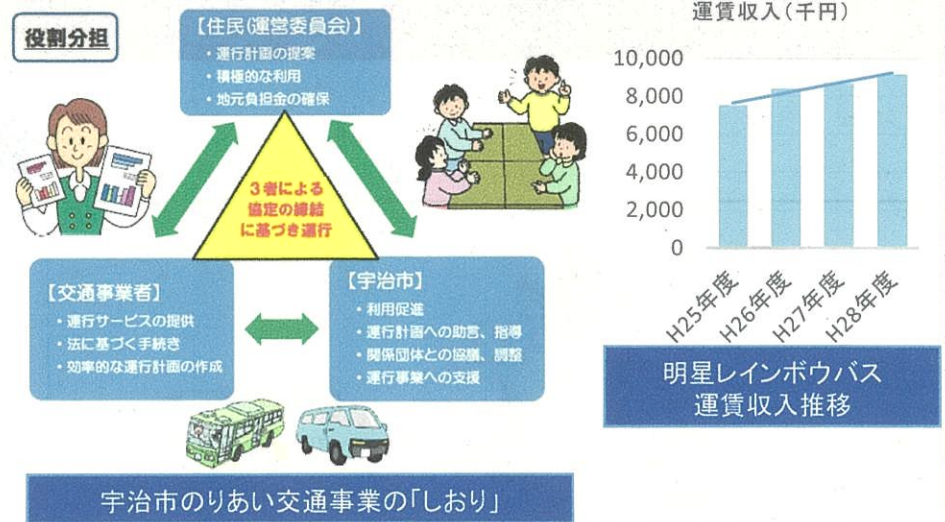 役割分担
【住民(運営委員会)】
・運行計画の提案
・積極的な利用
・地元負担金の確保
3者による
協定の締結
に基づき運行
【交通事業者】
・運行サービスの提供
・法に基づく手続き
・効率的な運行計画の作成
【宇治市】
・利用促進
・運行計画への助言、指導
・関係団体との協議、調整
・運行事業への支援
宇治市のりあい交通事業の「しおり」
運賃収入(千円)
10,000
8,000
6,000
4,000
2,000
0
H25年度
H26年度
H27年度
H28年度
明星レインボウバス
運賃収入推移